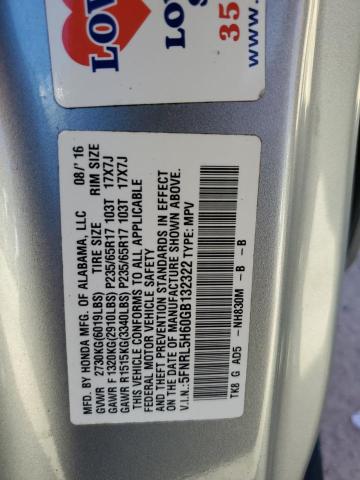 LOV
LO
S
35
www.
MFD. BY HONDA MFG. OF ALABAMA, LLC 08/'16
TIRE SIZE RIM SIZE
GVWR 2730KG(6019LBS)
GAWR F 1320KG(2910LBS) P235/65R17 103T 17X7J
GAWR R1515KG(3340LBS) P235/65R17 103T 17X7J
THIS VEHICLE CONFORMS TO ALL APPLICABLE
FEDERAL MOTOR VEHICLE SAFETY
AND THEFT PREVENTION STANDARDS IN EFFECT
ON THE DATE OF MANUFACTURE SHOWN ABOVE.
V.I.N.: 5FNRL5H60GB132322 TYPE: MPV
TK8 G AD5 -NH830M -B -B